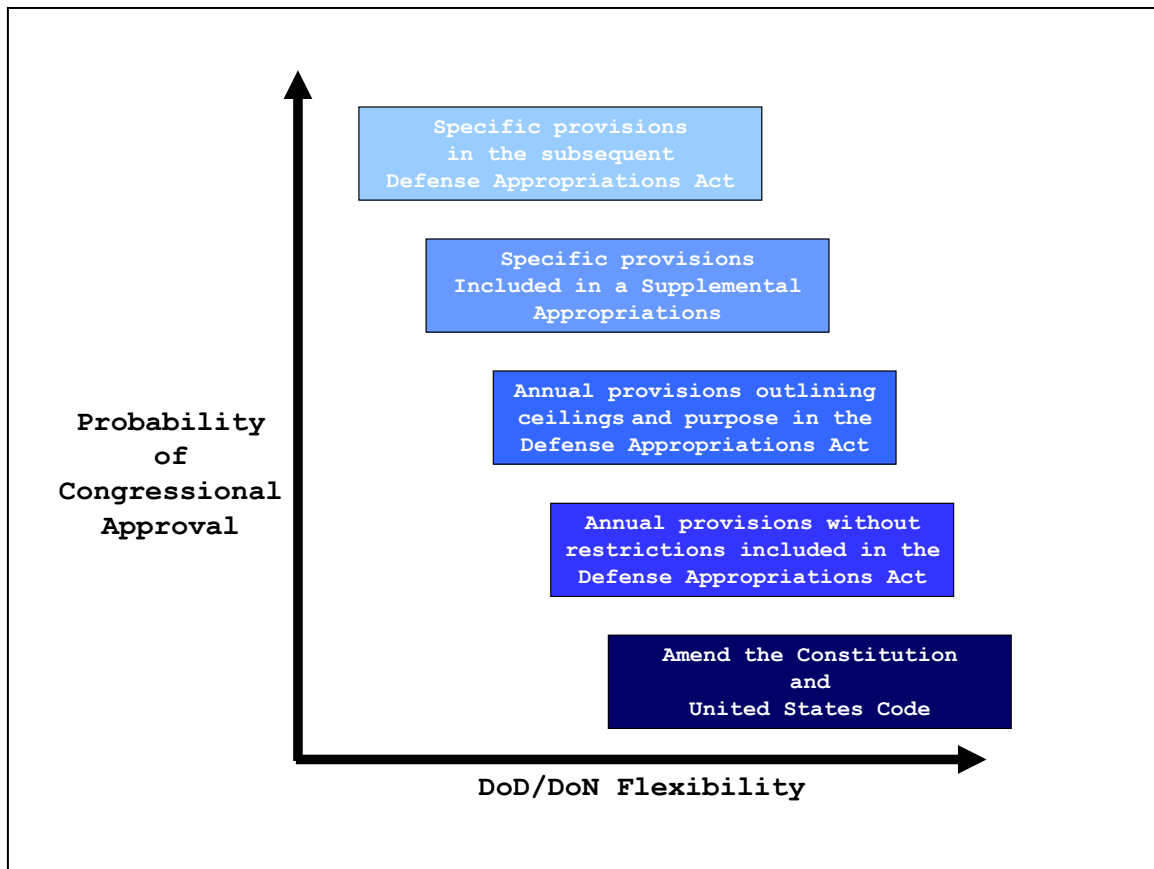 Specific provisions
in the subsequent
Defense Appropriations Act
Specific provisions
Included in a Supplemental
Appropriations
Annual provisions outlining
ceilings and purpose in the
Defense Appropriations Act
Probability
of
Congressional
Approval
Annual provisions without
restrictions included in the
Defense Appropriations Act
Amend the Constitution
and
United States Code
DoD/DoN Flexibility